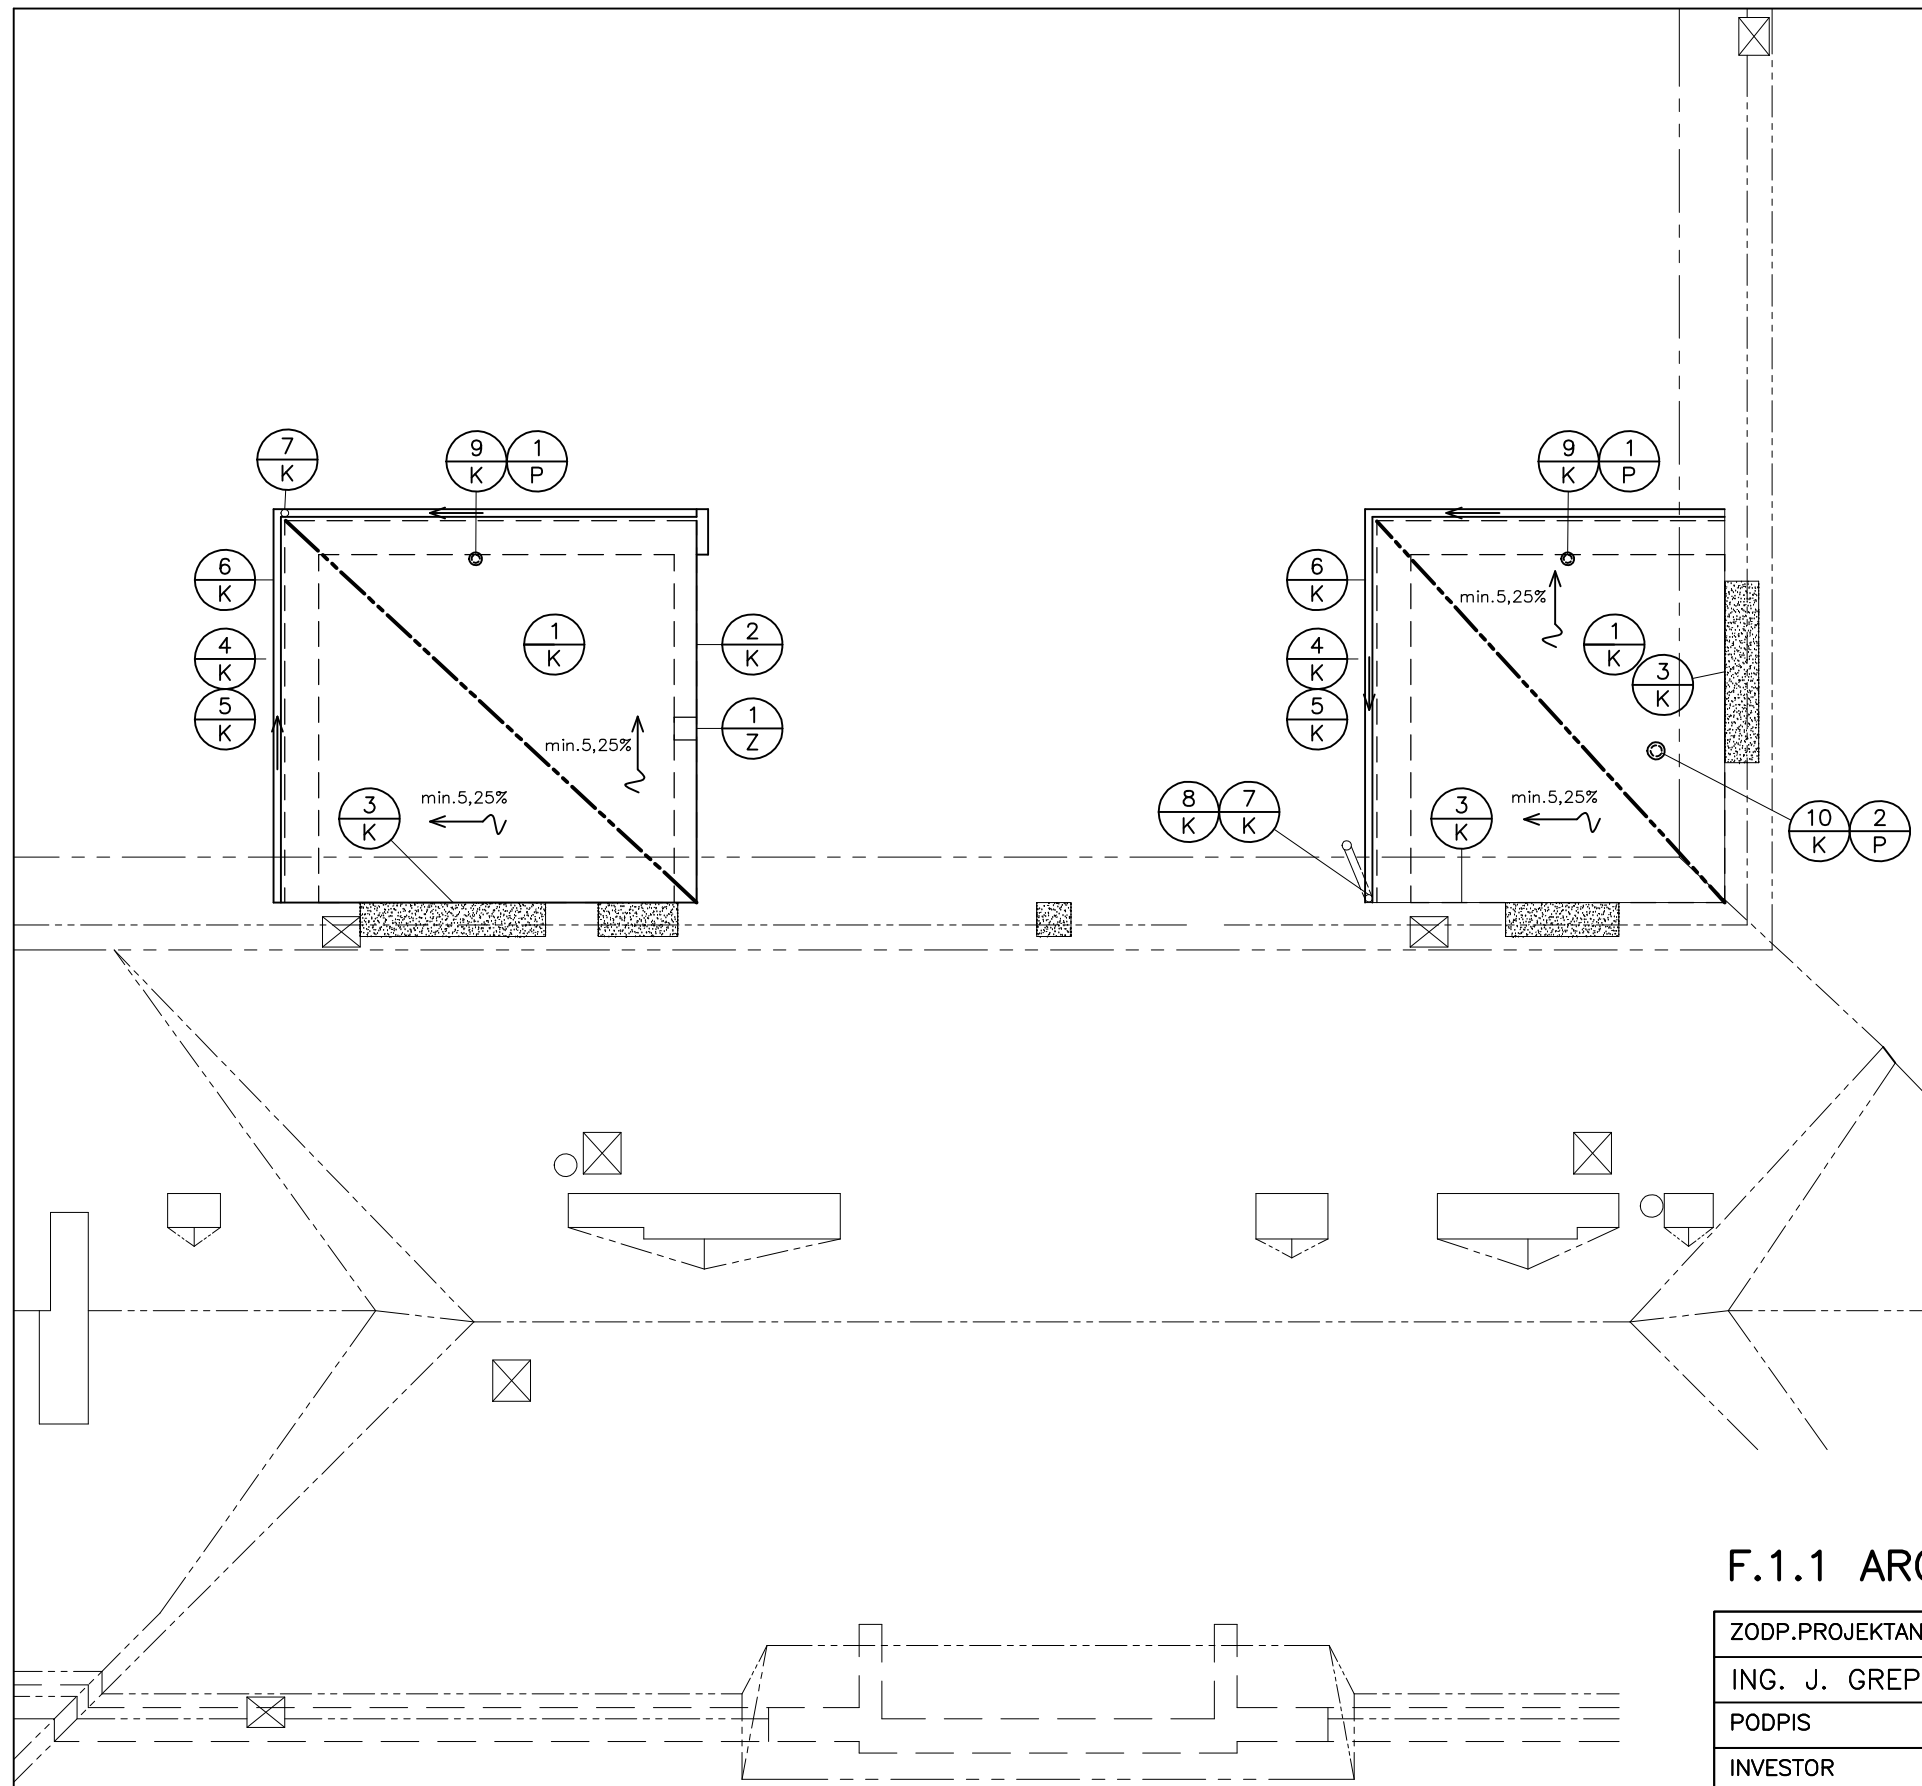 7
K
9
K
1
P
9
K
1
P
6
K
6
K
min.5,25%
1
K
2
K
1
K
4
K
4
K
3
K
5
K
1
Z
5
K
min.5,25%
min.5,25%
3
K
8
K
7
K
min.5,25%
3
K
10
K
2
P
F.1.1 ARC
ZODP.PROJEKTAN
ING. J. GREP
PODPIS
INVESTOR